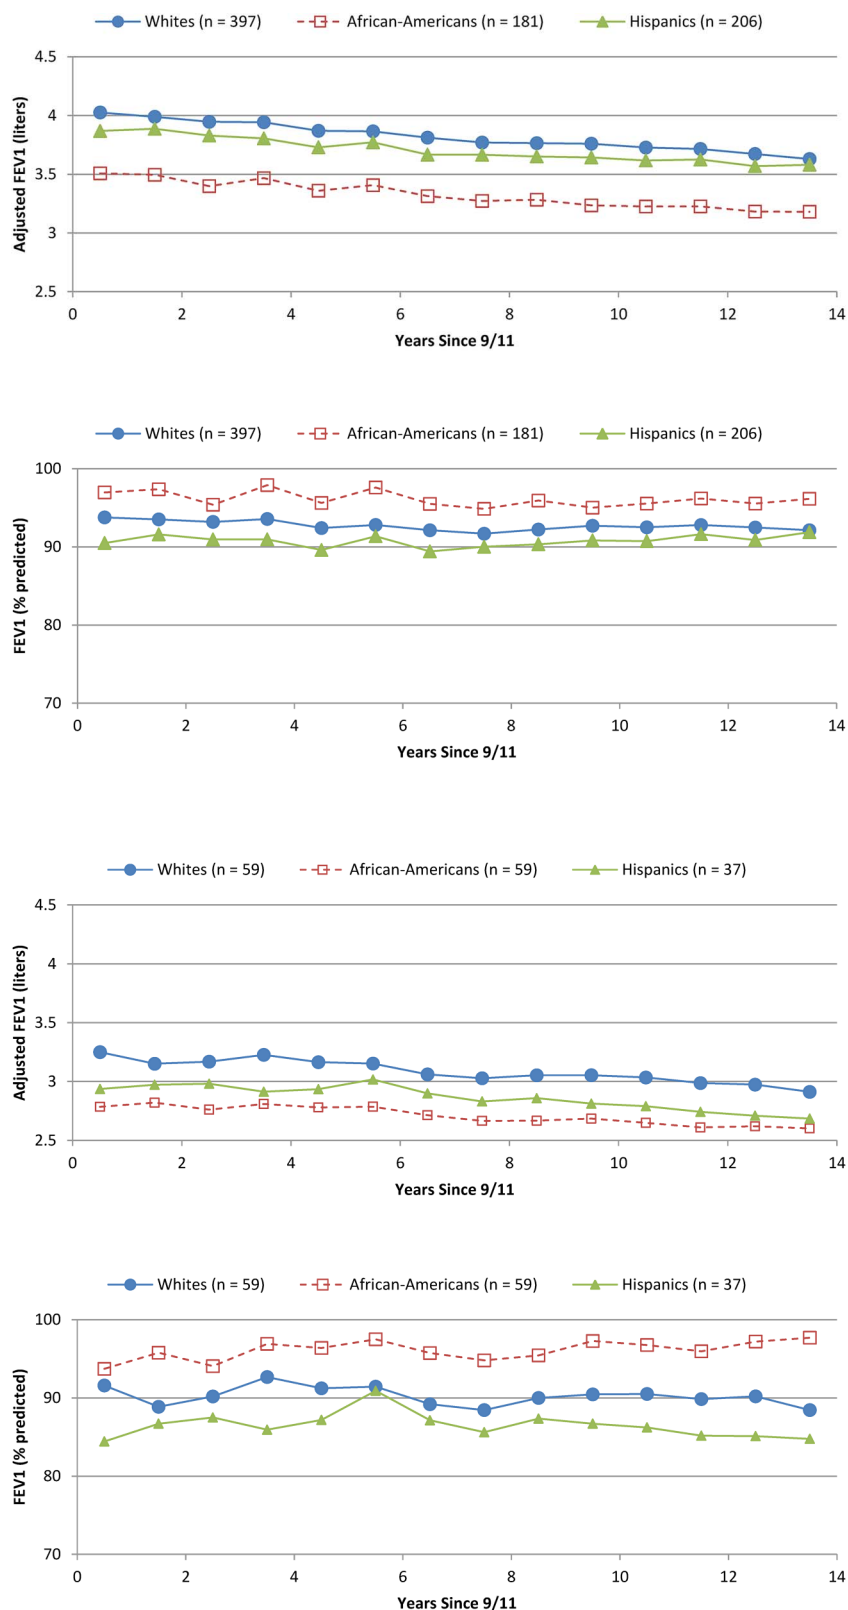 Whites (n = 397) African-Americans (n = 181) Hispanics (n = 206)
4.5
4
3.5
3
2.5
Adjusted FEV1 (liters)
0 2 4 6 8 10 12 14
Years Since 9/11
Whites (n = 397) African-Americans (n = 181) Hispanics (n = 206)
100
90
80
70
FEV1 (% predicted)
0 2 4 6 8 10 12 14
Years Since 9/11
Whites (n = 59) African-Americans (n = 59) Hispanics (n = 37)
4.5
4
3.5
3
2.5
Adjusted FEV1 (liters)
0 2 4 6 8 10 12 14
Years Since 9/11
Whites (n = 59) African-Americans (n = 59) Hispanics (n = 37)
100
90
80
70
FEV1 (% predicted)
0 2 4 6 8 10 12 14
Years Since 9/11